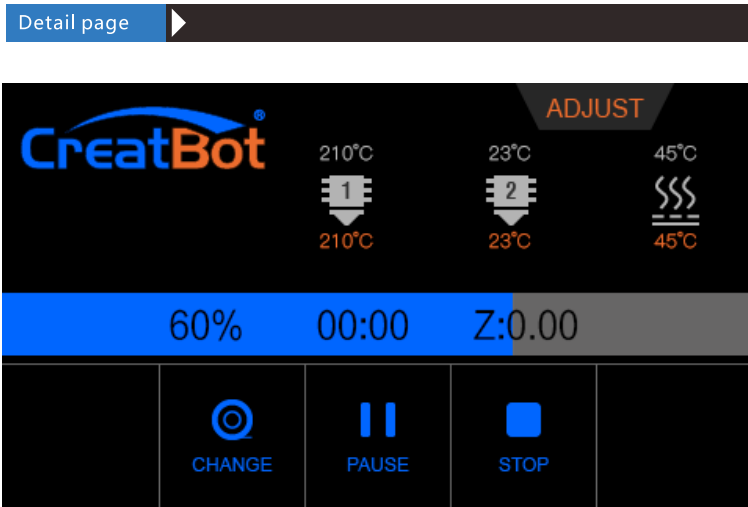 Detail page
ADJUST
CreatBot®
210°C 23°C 45°C
1 2
210°C 23°C 45°C
60% 00:00 Z:0.00
CHANGE PAUSE STOP